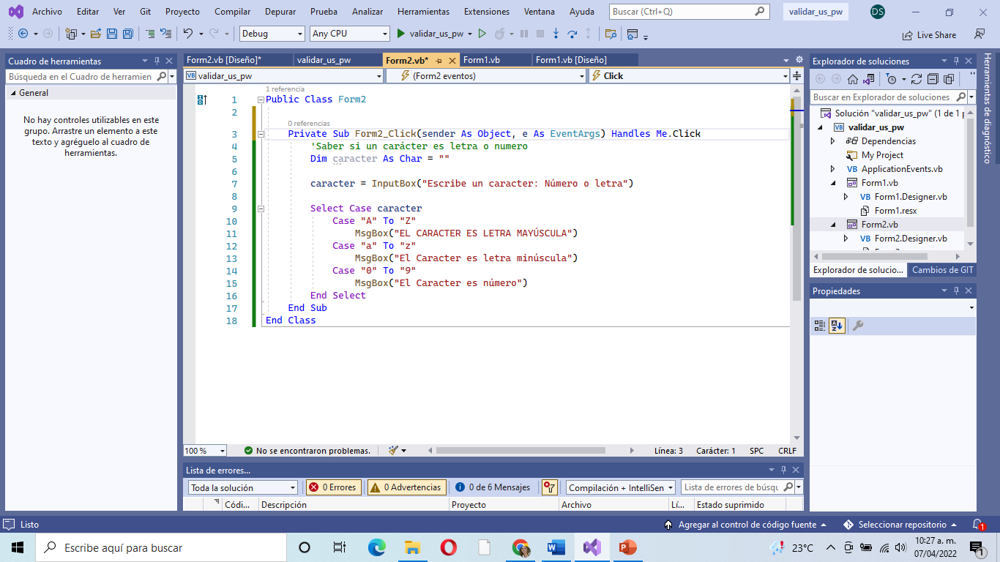 Archivo Editar Ver Git Proyecto Compilar Depurar Prueba Analizar Herramientas Extensiones Ventana Ayuda Buscar (Ctrl+Q) validar_us_pw DS
Debug Any CPU validar_us_pw Live Share
Cuadro de herramientas
Búsqueda en el Cuadro de herramien
General
No hay controles utilizables en este
grupo. Arrastre un elemento a este
texto y agréguelo al cuadro de
herramientas.
Form2.vb [Diseño]* validar_us_pw Form2.vb* Form1.vb Form1.vb [Diseño]
validar_us_pw (Form2 eventos) Click
1 referencia
1 Public Class Form2
2
0 referencias
3 Private Sub Form2_Click(sender As Object, e As EventArgs) Handles Me.Click
4 'Saber si un carácter es letra o numero
5 Dim caracter As Char = ""
6
7 caracter = InputBox("Escribe un caracter: Número o letra")
8
9 Select Case caracter
10 Case "A" To "Z"
11 MsgBox("EL CARACTER ES LETRA MAYÚSCULA")
12 Case "a" To "z"
13 MsgBox("El Caracter es letra minúscula")
14 Case "0" To "9"
15 MsgBox("El Caracter es número")
16 End Select
17 End Sub
18 End Class
100 % No se encontraron problemas. Línea: 3 Carácter: 1 SPC CRLF
Lista de errores...
Toda la solución 0 Errores 0 Advertencias 0 de 6 Mensajes Compilación + IntelliSen Lista de errores de búsqu
Códi... Descripción Proyecto Archivo Lí... Estado suprimido
Explorador de soluciones
Buscar en Explorador de soluciones
Solución "validar_us_pw" (1 de 1 p
validar_us_pw
Dependencias
My Project
ApplicationEvents.vb
Form1.vb
Form1.Designer.vb
Form1.resx
Form2.vb
Form2.Designer.vb
Explorador de solucio... Cambios de GIT
Propiedades
Herramientas de diagnóstico
Listo Agregar al control de código fuente Seleccionar repositorio 1
Escribe aquí para buscar 23°C 10:27 a. m.
07/04/2022 1